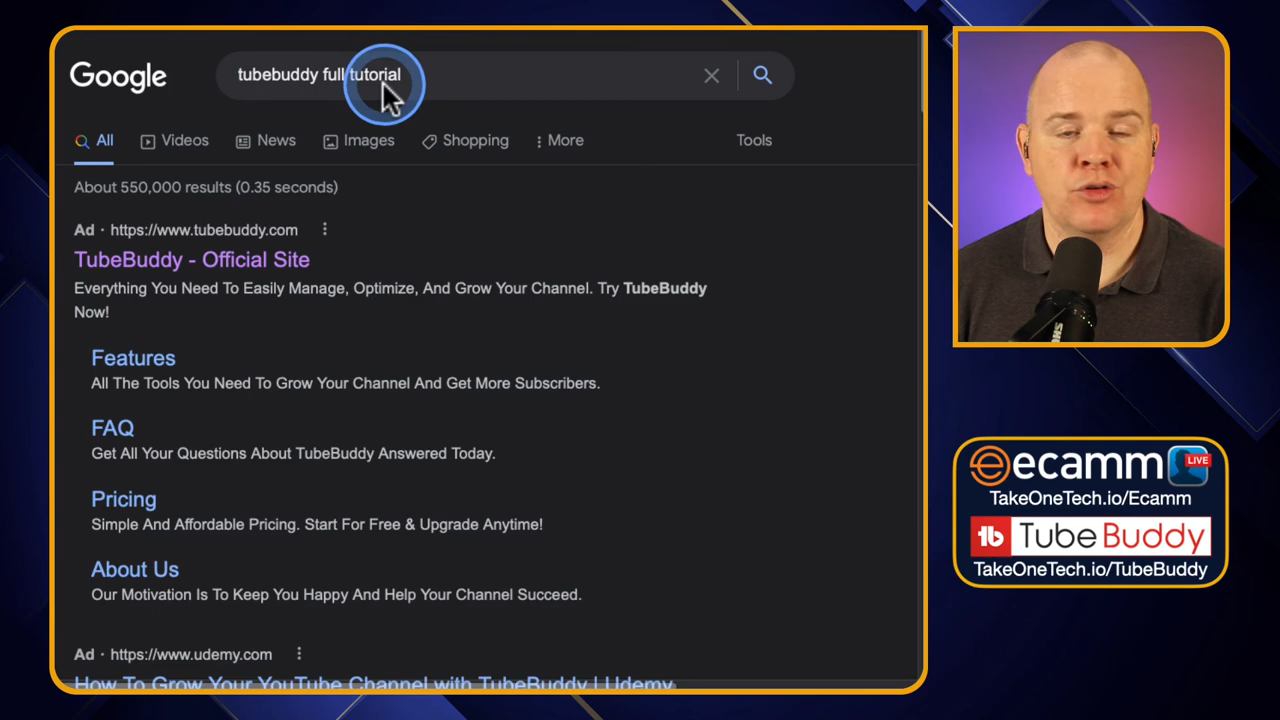 Google
tubebuddy full tutorial
All
Videos
News
Images
Shopping
More
Tools
About 550,000 results (0.35 seconds)
Ad · https://www.tubebuddy.com
TubeBuddy - Official Site
Everything You Need To Easily Manage, Optimize, And Grow Your Channel. Try TubeBuddy
Now!
Features
All The Tools You Need To Grow Your Channel And Get More Subscribers.
FAQ
Get All Your Questions About TubeBuddy Answered Today.
Pricing
Simple And Affordable Pricing. Start For Free & Upgrade Anytime!
About Us
Our Motivation Is To Keep You Happy And Help Your Channel Succeed.
Ad · https://www.udemy.com
How To Grow Your YouTube Channel with TubeBuddy | Udemy
ecamm
LIVE
TakeOneTech.io/Ecamm
tb TubeBuddy
TakeOneTech.io/TubeBuddy